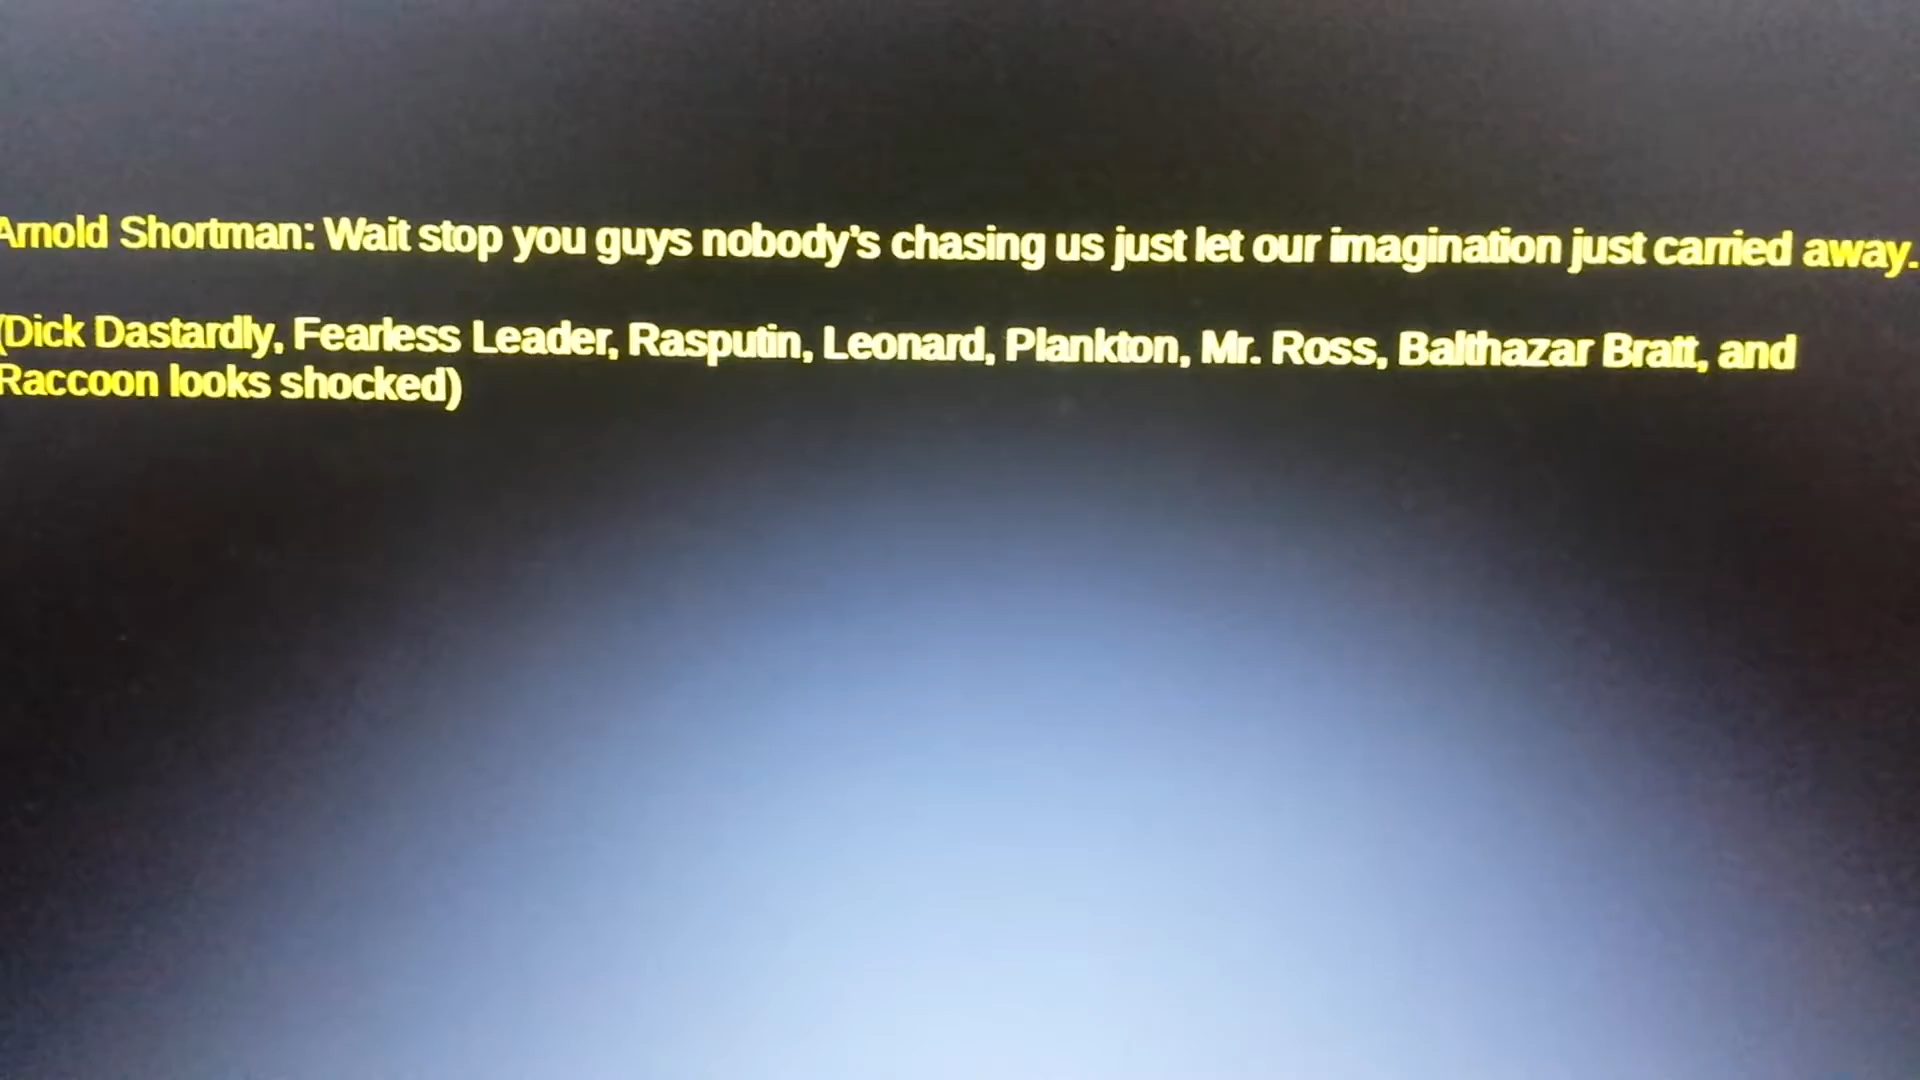 Arnold Shortman: Wait stop you guys nobody's chasing us just let our imagination just carried away.
(Dick Dastardly, Fearless Leader, Rasputin, Leonard, Plankton, Mr. Ross, Balthazar Bratt, and
Raccoon looks shocked)